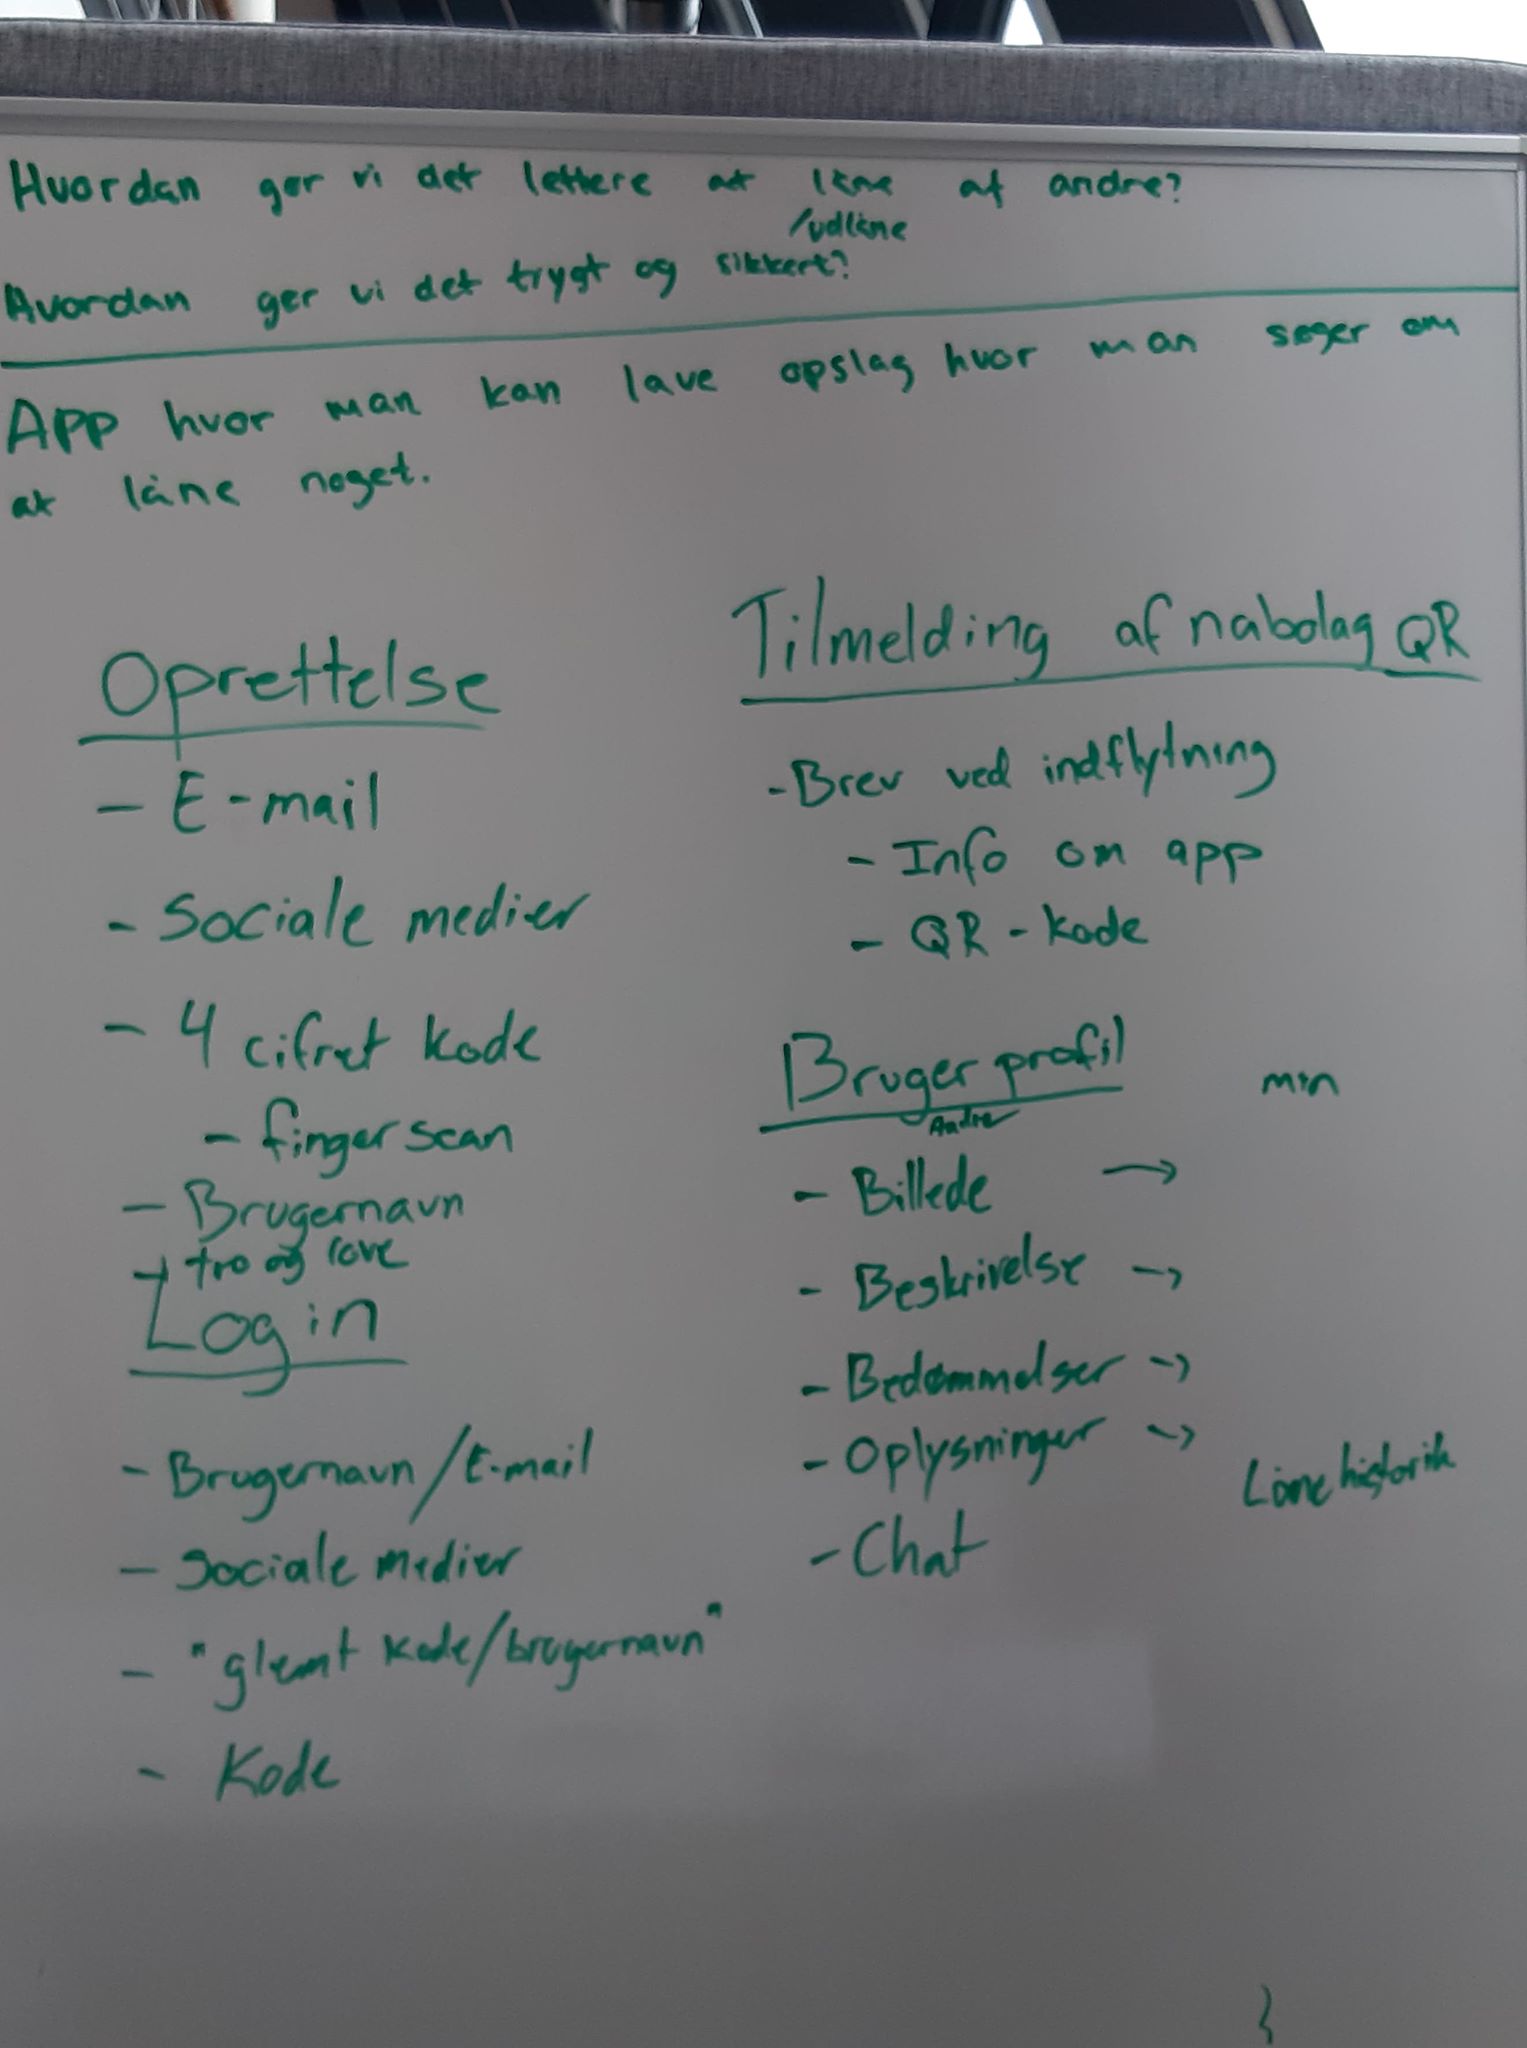 Hvordan gør vi det lettere at låne af andre?
/udlåne
Hvordan gør vi det trygt og sikkert?
App hvor man kan lave opslag hvor man søger om
at låne noget.
Oprettelse
- E-mail
- Sociale medier
- 4 cifret kode
- fingerscan
- Brugernavn
+ tro og love
Login
- Brugernavn/E-mail
- Sociale medier
- "glemt kode/brugernavn"
- Kode
Tilmelding af nabolag QR
- Brev ved indflytning
- Info om app
- QR-kode
Brugerprofil
Andre
min
- Billede →
- Beskrivelse →
- Bedømmelser →
- Oplysninger →
Lånehistorik
- Chat